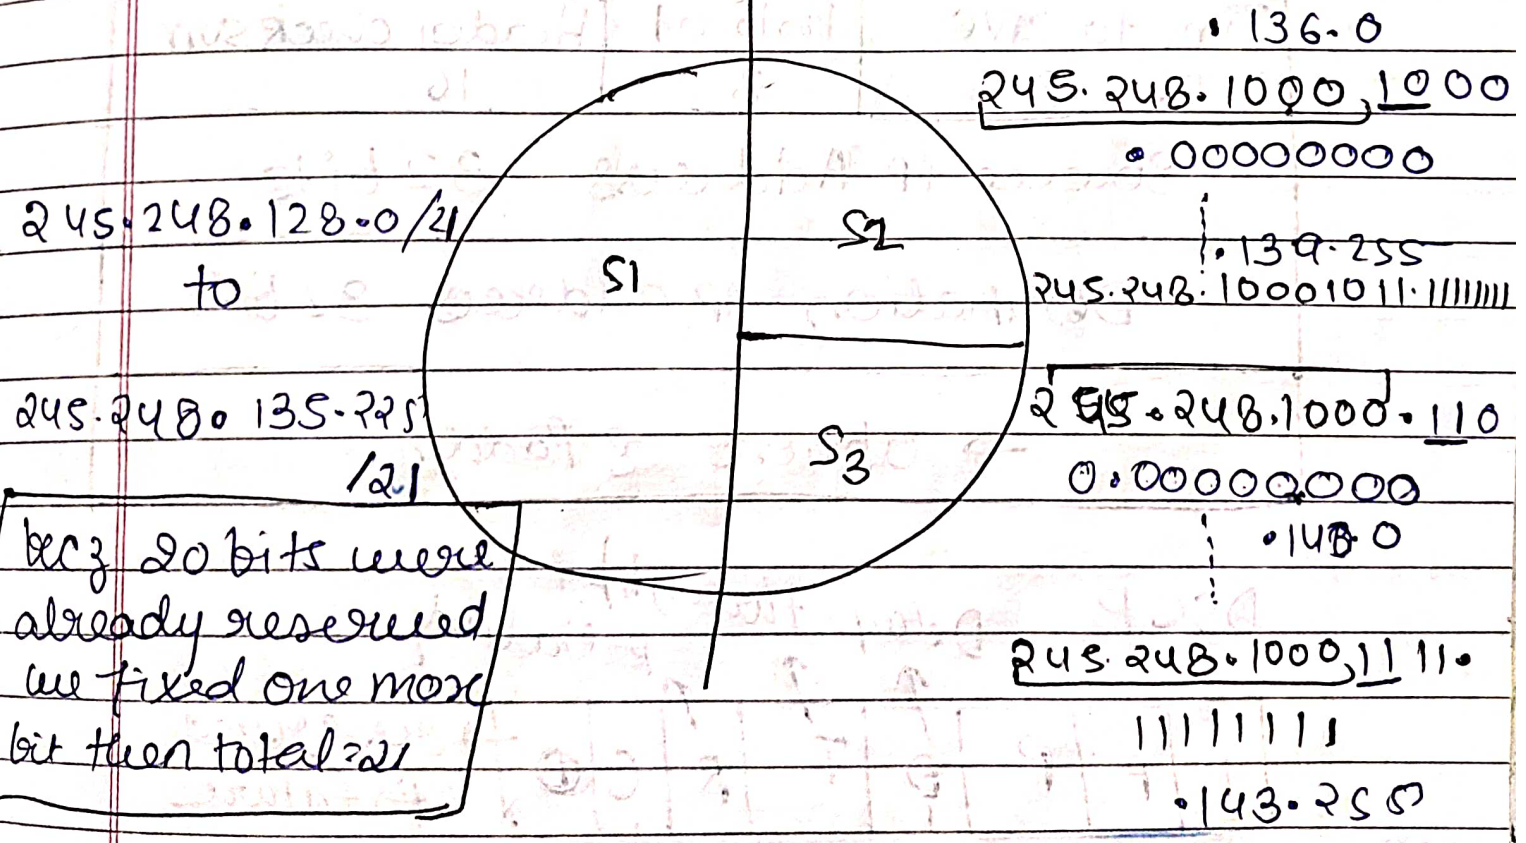 245.248.128.0/21
to
245.248.135.225
/21
becz 20 bits were
already reserved
we fixed one more
bit then total=21
S1
S2
S3
.136.0
245.248.1000,1000
.00000000
.139.255
245.248.10001011.11111111
245.248.1000.110
0.00000000
.140.0
245.248.1000,1111.
11111111
.143.255